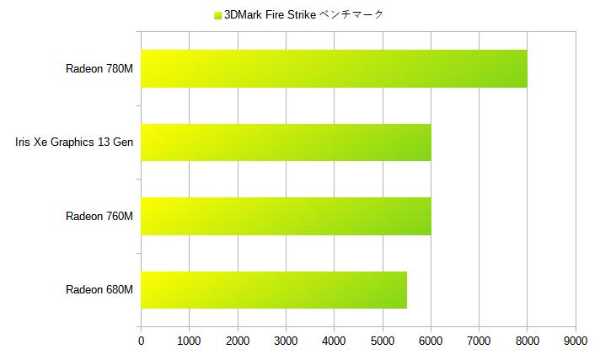 3DMark Fire Strike ベンチマーク
Radeon 780M
Iris Xe Graphics 13 Gen
Radeon 760M
Radeon 680M
0 1000 2000 3000 4000 5000 6000 7000 8000 9000